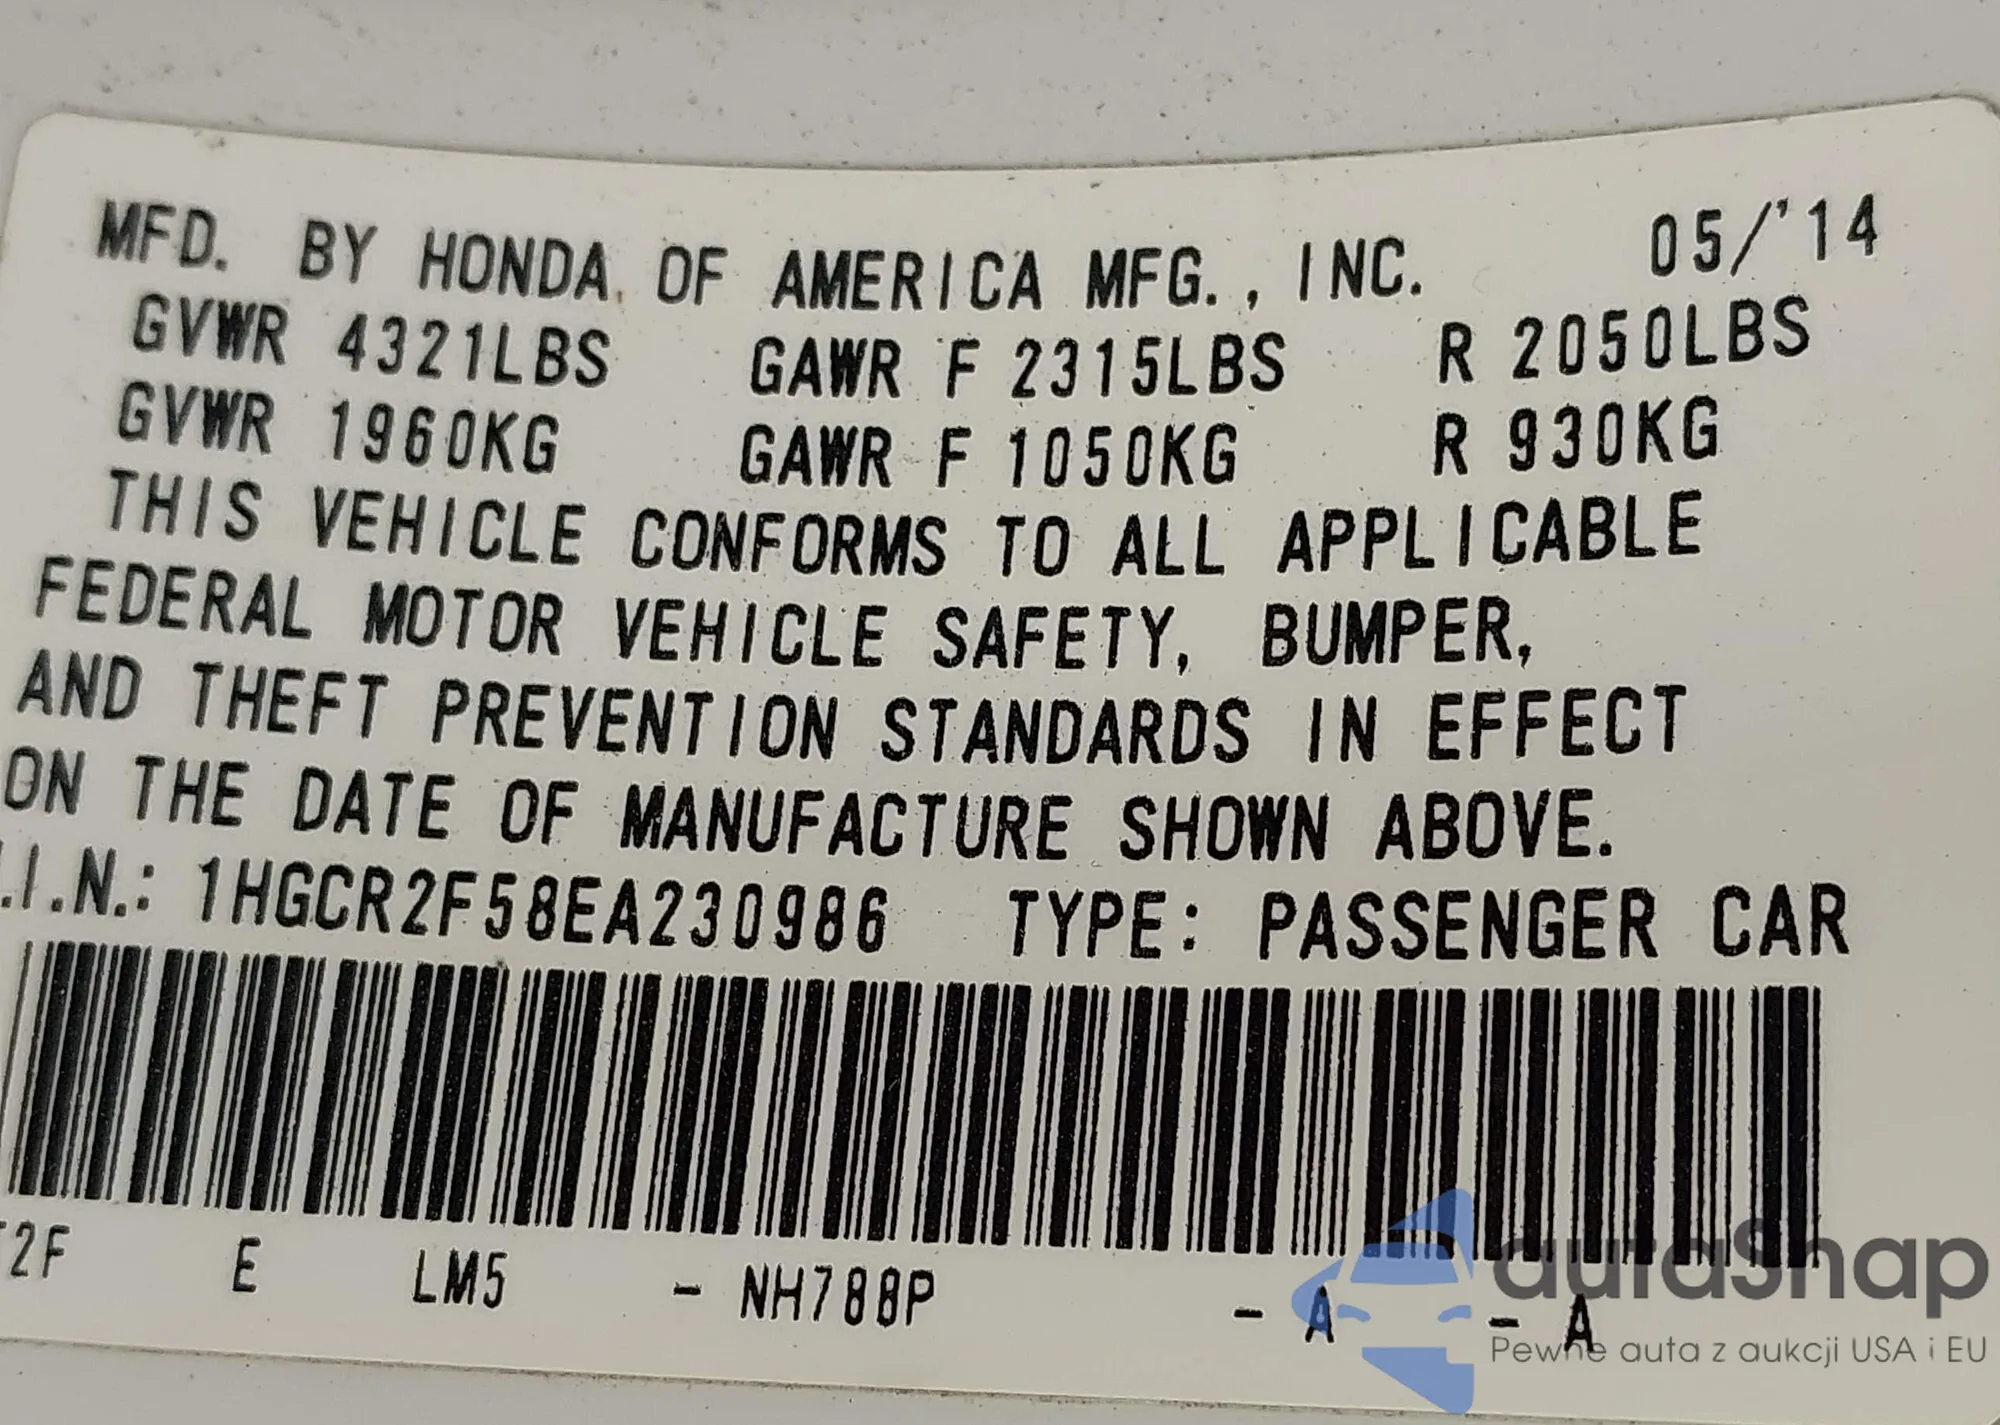 MFD. BY HONDA OF AMERICA MFG., INC. 05/'14
GVWR 4321LBS GAWR F 2315LBS R 2050LBS
GVWR 1960KG GAWR F 1050KG R 930KG
THIS VEHICLE CONFORMS TO ALL APPLICABLE
FEDERAL MOTOR VEHICLE SAFETY, BUMPER,
AND THEFT PREVENTION STANDARDS IN EFFECT
ON THE DATE OF MANUFACTURE SHOWN ABOVE.
.I.N.: 1HGCR2F58EA230986 TYPE: PASSENGER CAR
2F E LM5 - NH788P - A - A
autaSnap
Pewne auta z aukcji USA i EU